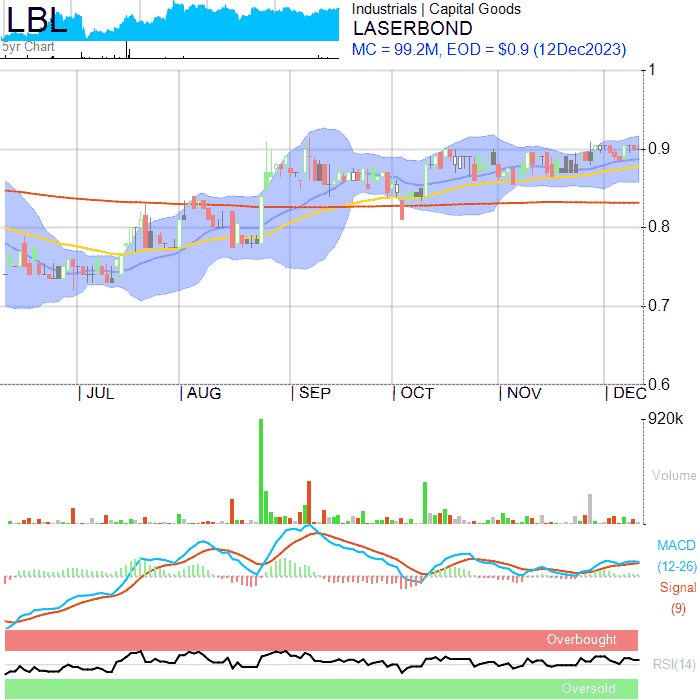 LBL
5yr Chart
Industrials | Capital Goods
LASERBOND
MC = 99.2M, EOD = $0.9 (12Dec2023)
1
0.9
0.8
0.7
0.6
| JUL | AUG | SEP | OCT | NOV | DEC
920k
Volume
MACD
(12-26)
Signal
(9)
Overbought
RSI(14)
Oversold